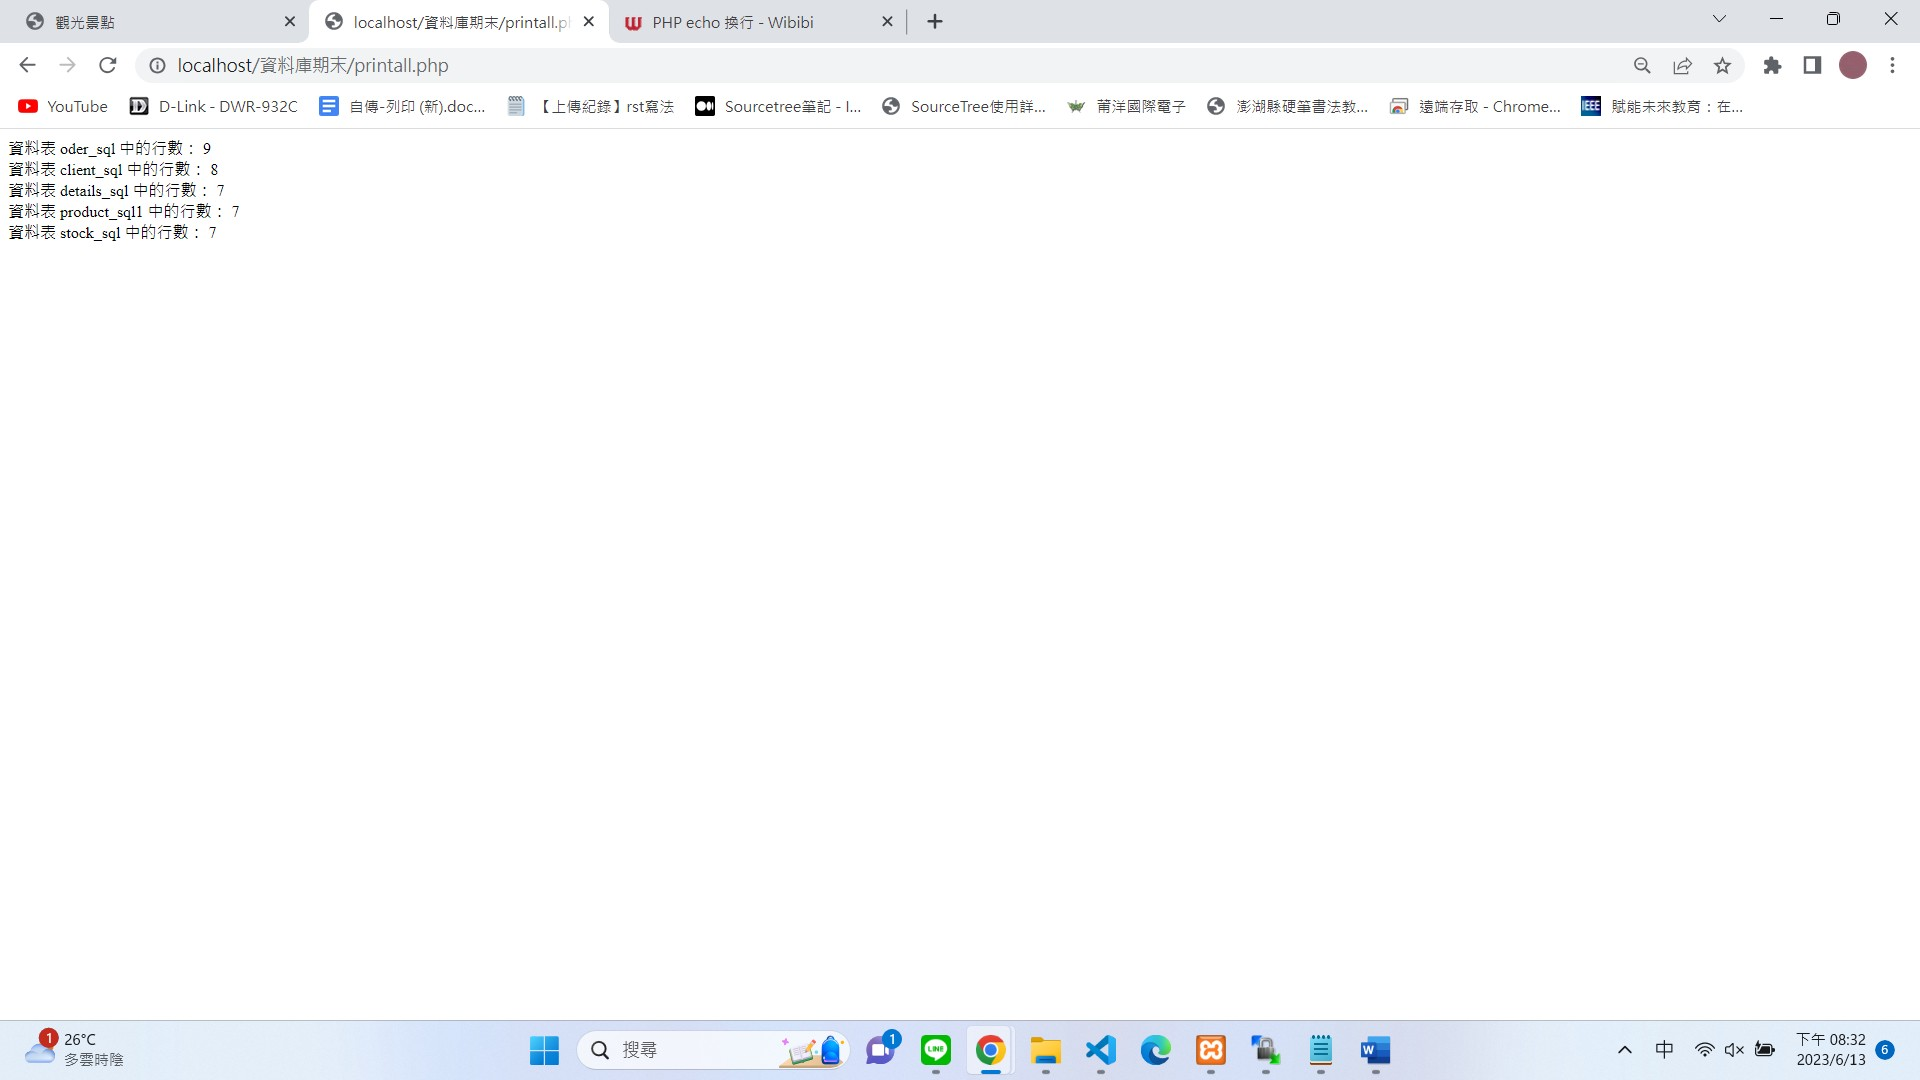 觀光景點
localhost/資料庫期末/printall.p
PHP echo 換行 - Wibibi
localhost/資料庫期末/printall.php
YouTube
D-Link - DWR-932C
自傳-列印 (新).doc...
【上傳紀錄】rst寫法
Sourcetree筆記 - I...
SourceTree使用詳...
莆洋國際電子
澎湖縣硬筆書法教...
遠端存取 - Chrome...
IEEE
賦能未來教育：在...
資料表 oder_sql 中的行數： 9
資料表 client_sql 中的行數： 8
資料表 details_sql 中的行數： 7
資料表 product_sql1 中的行數： 7
資料表 stock_sql 中的行數： 7
1
26°C
多雲時陰
搜尋
1
LINE
中
下午 08:32
2023/6/13
6